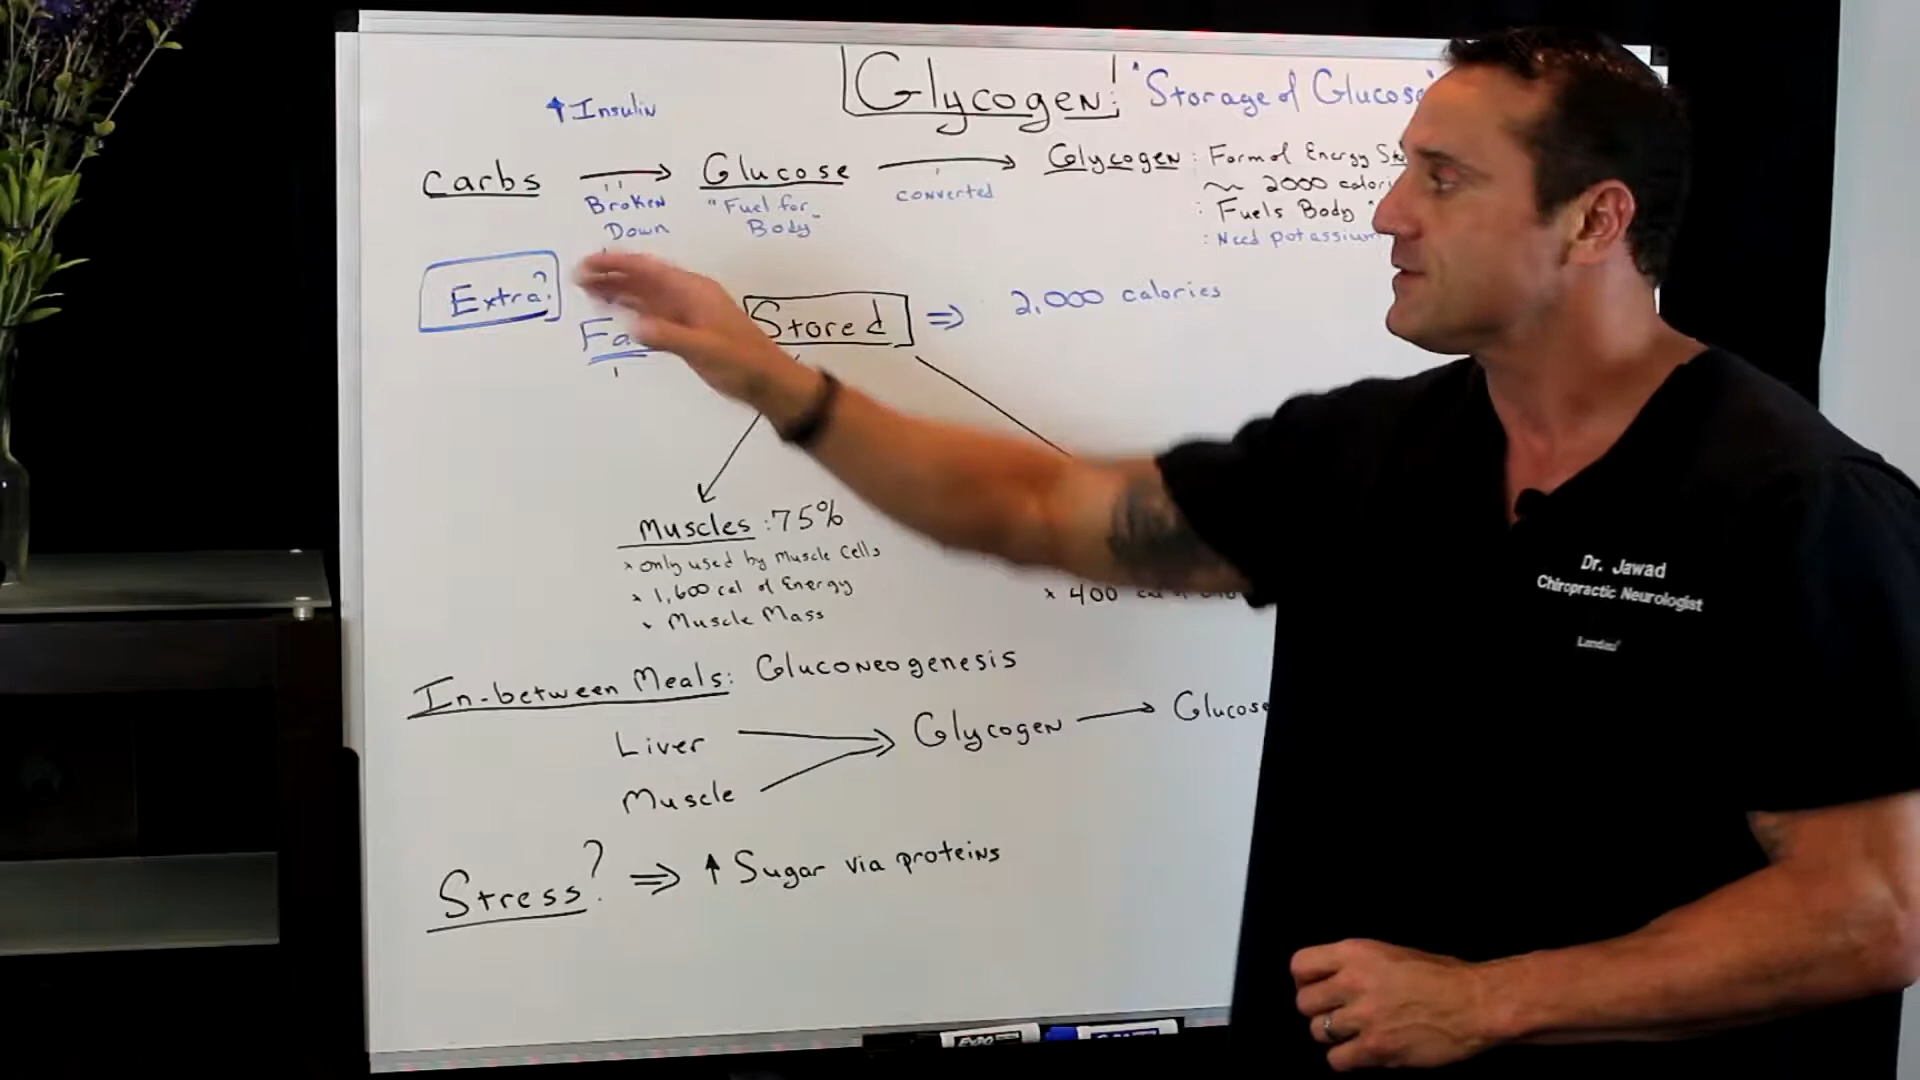 Glycogen: "Storage of Glucose
↑ Insulin
Carbs → Glucose → Glycogen : Form of Energy
Broken
Down
"Fuel for
Body"
converted
~ 2000
: Fuels Body
: Need potassium
Extra?
Stored ⇒ 2,000 calories
Muscles : 75%
x only used by Muscle Cells
x 1,600 cal of Energy
x Muscle Mass
x 400
In-between Meals: Gluconeogenesis
Liver
Glycogen → Glucose
Muscle
Stress? ⇒ ↑ Sugar via proteins
Dr. Jawad
Chiropractic Neurologist
Landau
EXPO